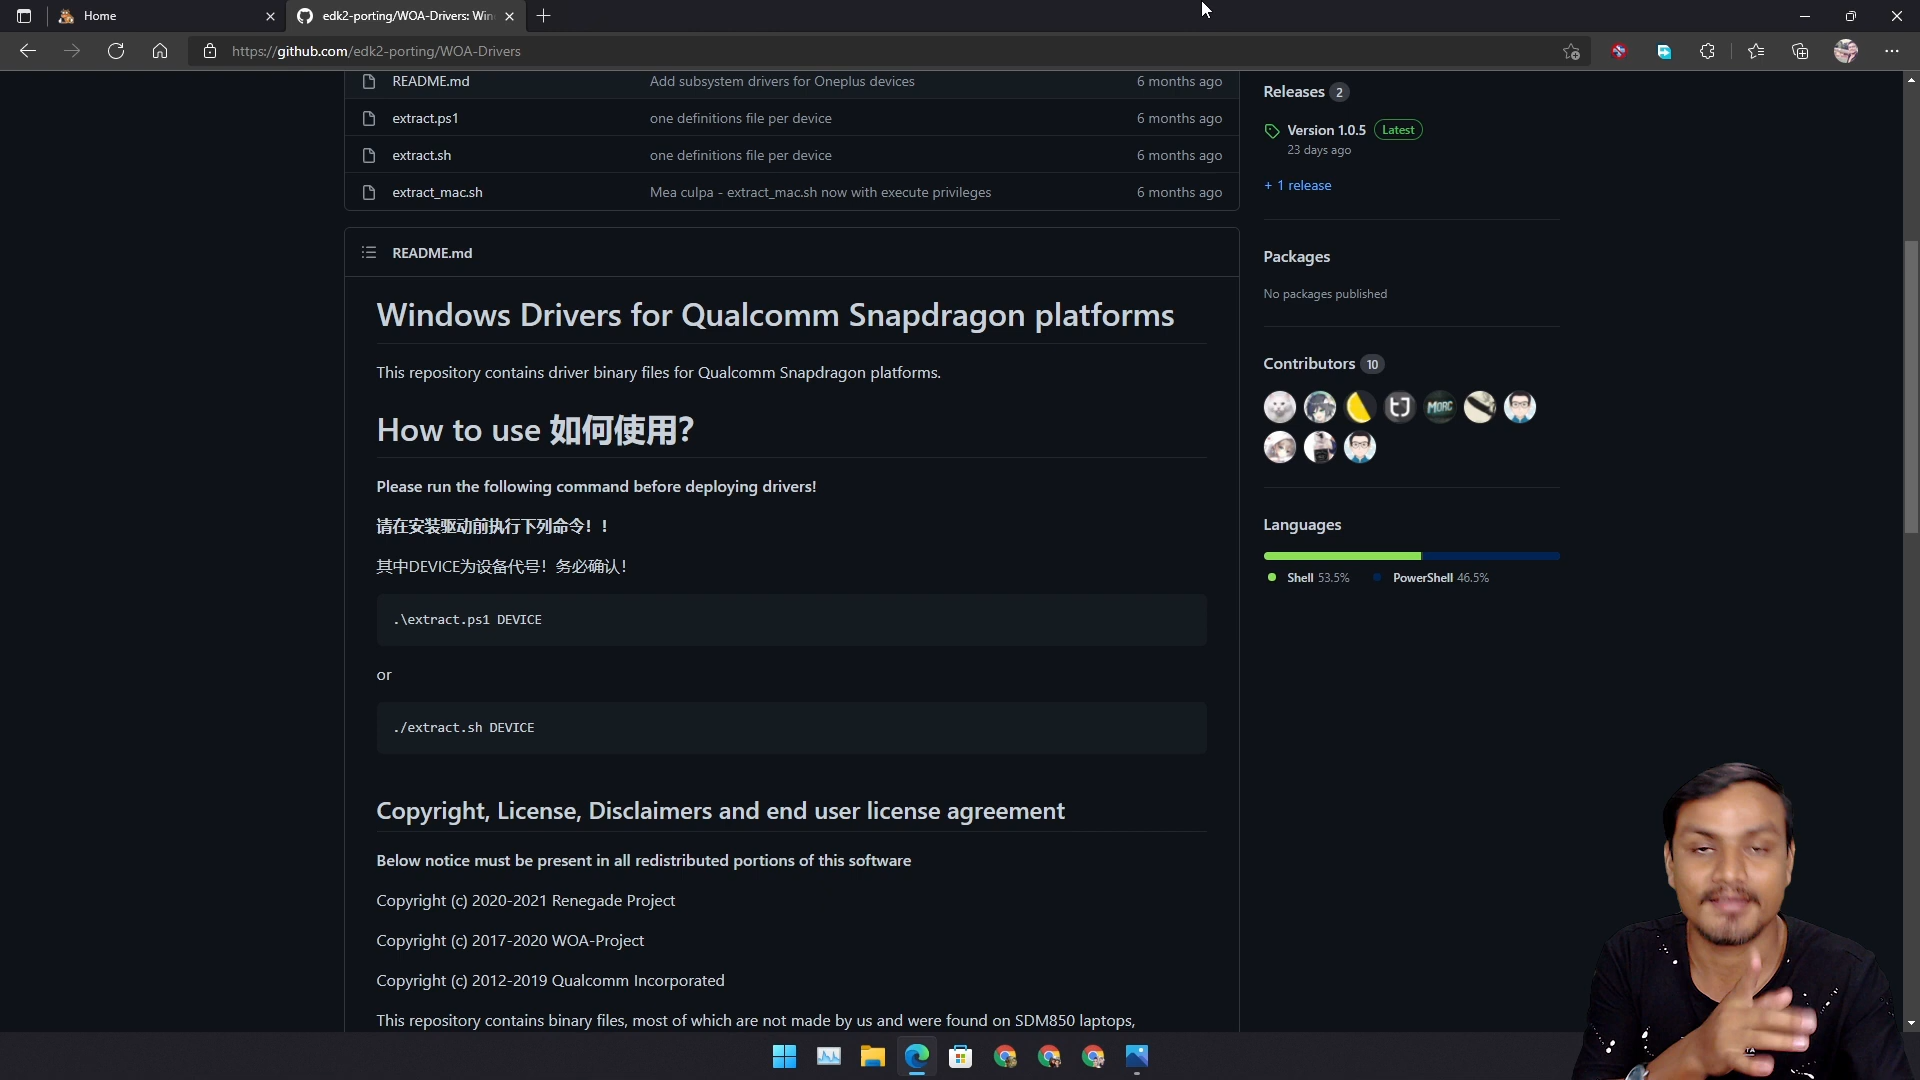 Home
edk2-porting/WOA-Drivers: Win
https://github.com/edk2-porting/WOA-Drivers
README.md Add subsystem drivers for Oneplus devices 6 months ago
extract.ps1 one definitions file per device 6 months ago
extract.sh one definitions file per device 6 months ago
extract_mac.sh Mea culpa - extract_mac.sh now with execute privileges 6 months ago
README.md
Windows Drivers for Qualcomm Snapdragon platforms
This repository contains driver binary files for Qualcomm Snapdragon platforms.
How to use 如何使用？
Please run the following command before deploying drivers!
请在安装驱动前执行下列命令！！
其中DEVICE为设备代号！务必确认！
.\extract.ps1 DEVICE
or
./extract.sh DEVICE
Copyright, License, Disclaimers and end user license agreement
Below notice must be present in all redistributed portions of this software
Copyright (c) 2020-2021 Renegade Project
Copyright (c) 2017-2020 WOA-Project
Copyright (c) 2012-2019 Qualcomm Incorporated
This repository contains binary files, most of which are not made by us and were found on SDM850 laptops,
Releases 2
Version 1.0.5 Latest
23 days ago
+ 1 release
Packages
No packages published
Contributors 10
MORC
Languages
Shell 53.5% PowerShell 46.5%